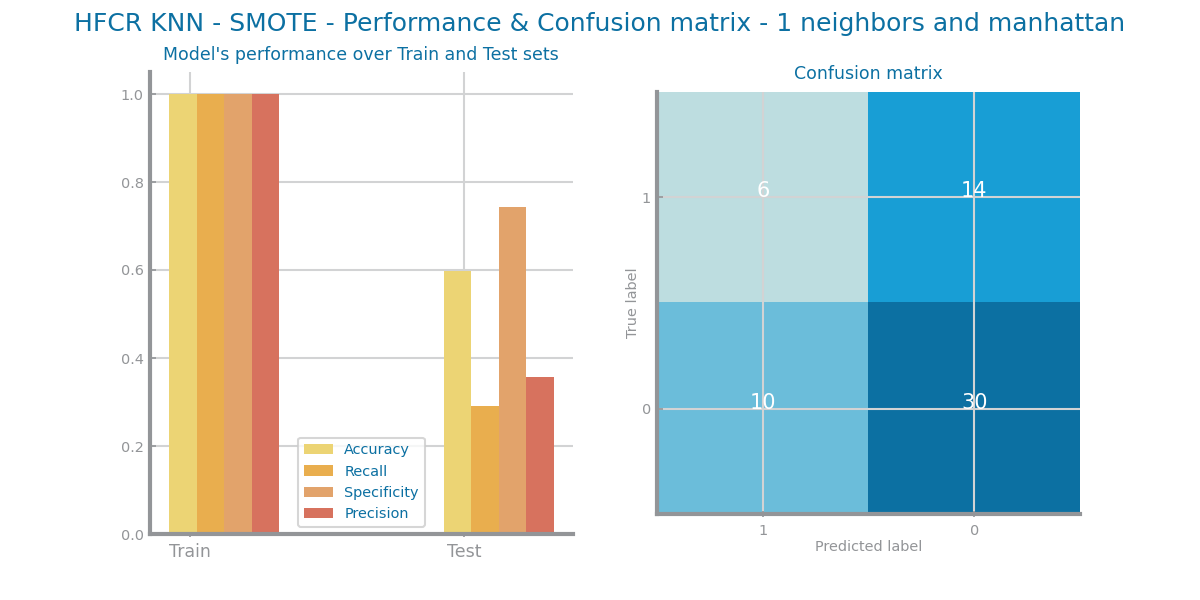 HFCR KNN - SMOTE - Performance & Confusion matrix - 1 neighbors and manhattan
Model's performance over Train and Test sets
1.0
0.8
0.6
0.4
0.2
0.0
Train
Test
Accuracy
Recall
Specificity
Precision
Confusion matrix
True label
1
0
6
14
10
30
1
0
Predicted label